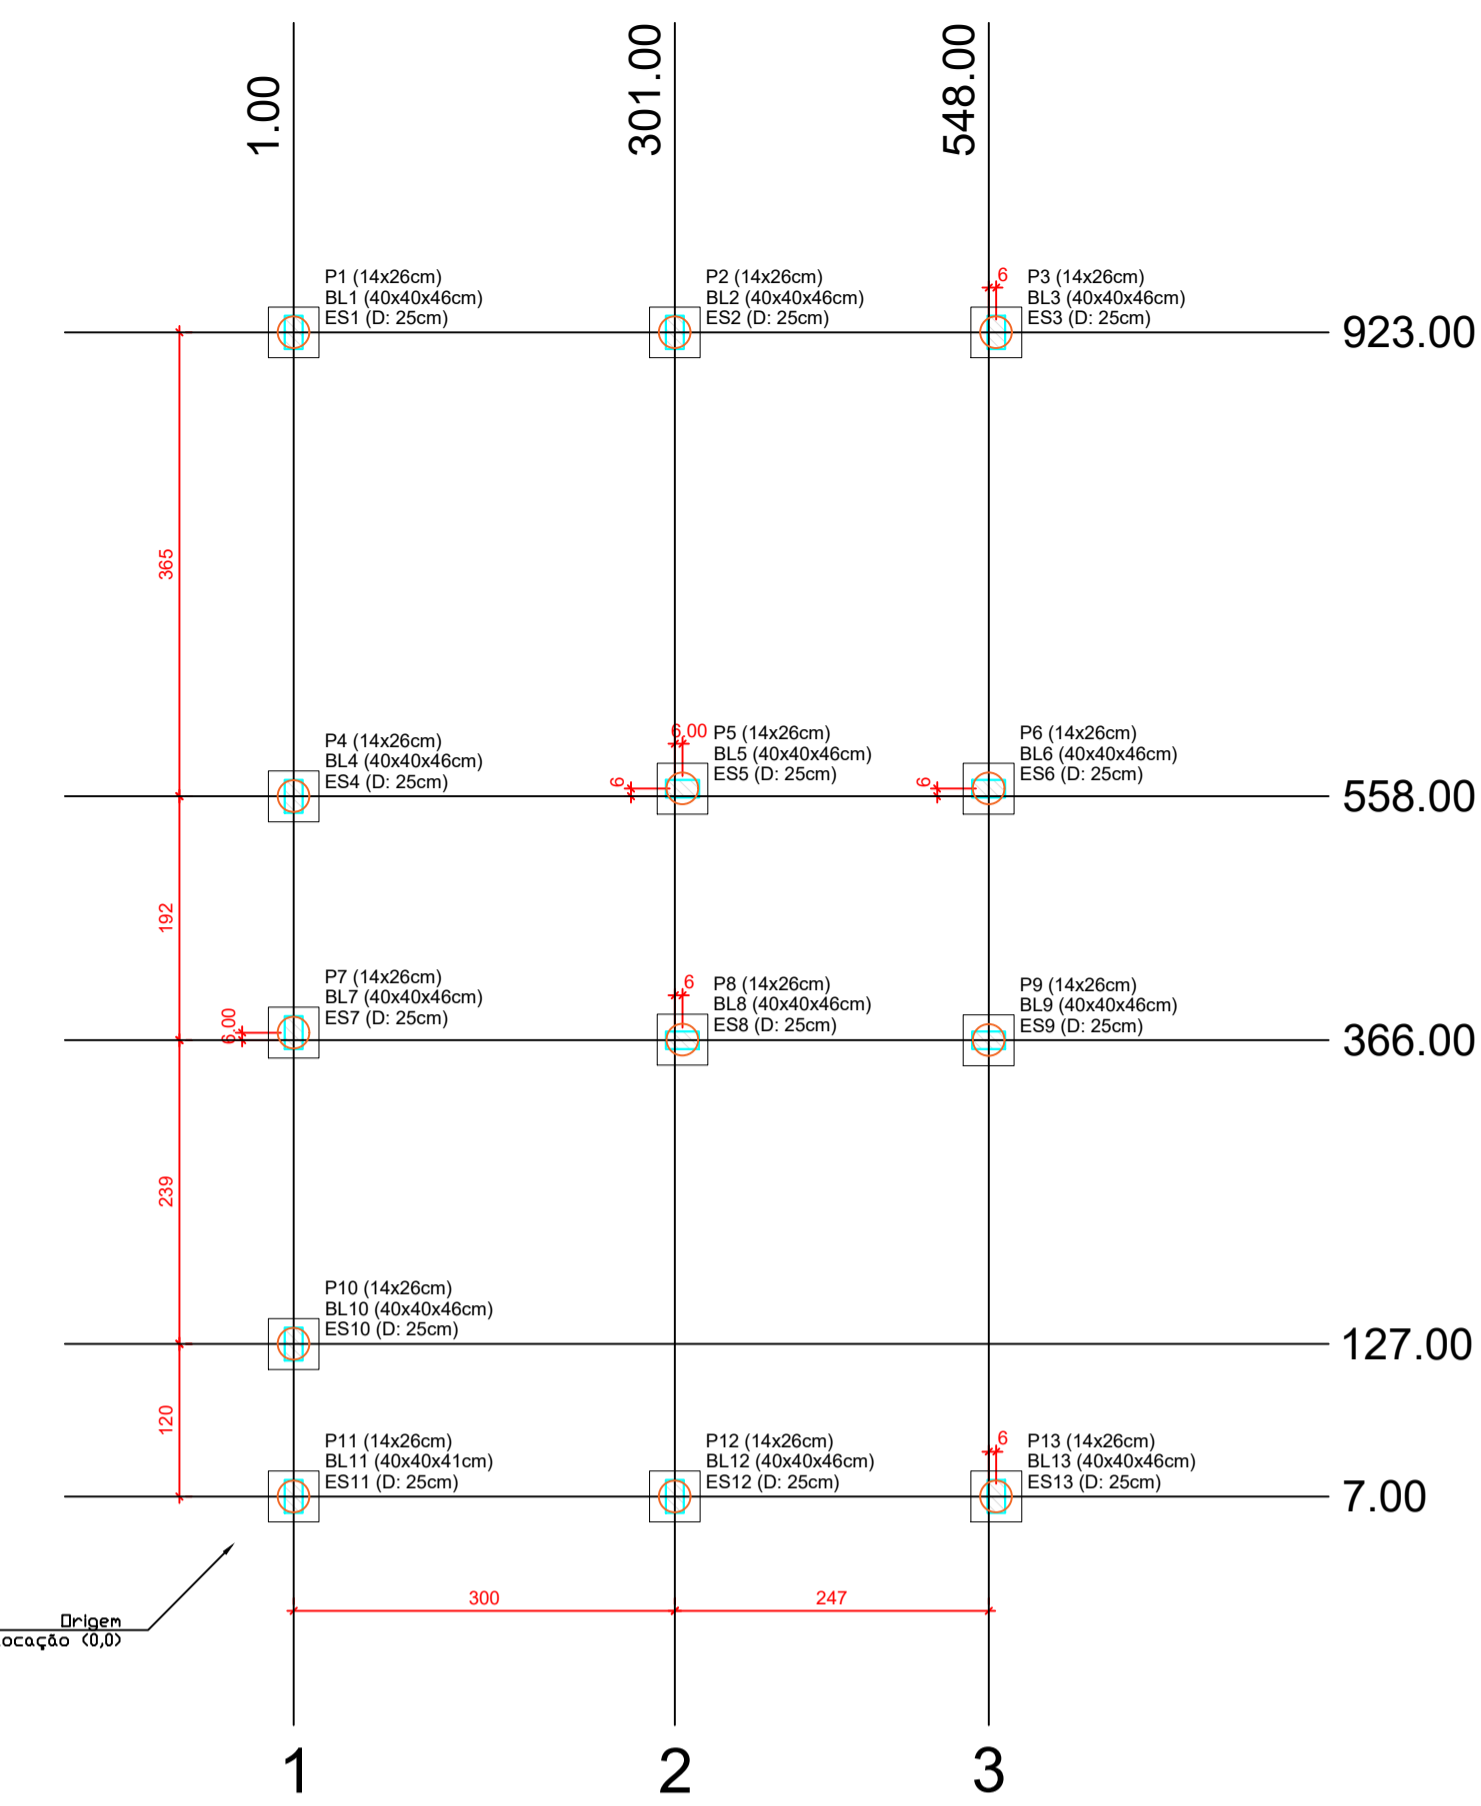 1.00
301.00
548.00
P1 (14x26cm)
BL1 (40x40x46cm)
ES1 (D: 25cm)
P2 (14x26cm)
BL2 (40x40x46cm)
ES2 (D: 25cm)
6
P3 (14x26cm)
BL3 (40x40x46cm)
ES3 (D: 25cm)
923.00
365
P4 (14x26cm)
BL4 (40x40x46cm)
ES4 (D: 25cm)
6,00
6
P5 (14x26cm)
BL5 (40x40x46cm)
ES5 (D: 25cm)
6
P6 (14x26cm)
BL6 (40x40x46cm)
ES6 (D: 25cm)
558.00
192
6,00
P7 (14x26cm)
BL7 (40x40x46cm)
ES7 (D: 25cm)
6
P8 (14x26cm)
BL8 (40x40x46cm)
ES8 (D: 25cm)
P9 (14x26cm)
BL9 (40x40x46cm)
ES9 (D: 25cm)
366.00
239
P10 (14x26cm)
BL10 (40x40x46cm)
ES10 (D: 25cm)
127.00
120
P11 (14x26cm)
BL11 (40x40x41cm)
ES11 (D: 25cm)
P12 (14x26cm)
BL12 (40x40x46cm)
ES12 (D: 25cm)
6
P13 (14x26cm)
BL13 (40x40x46cm)
ES13 (D: 25cm)
7.00
300
247
Origem
ocação (0,0)
1
2
3